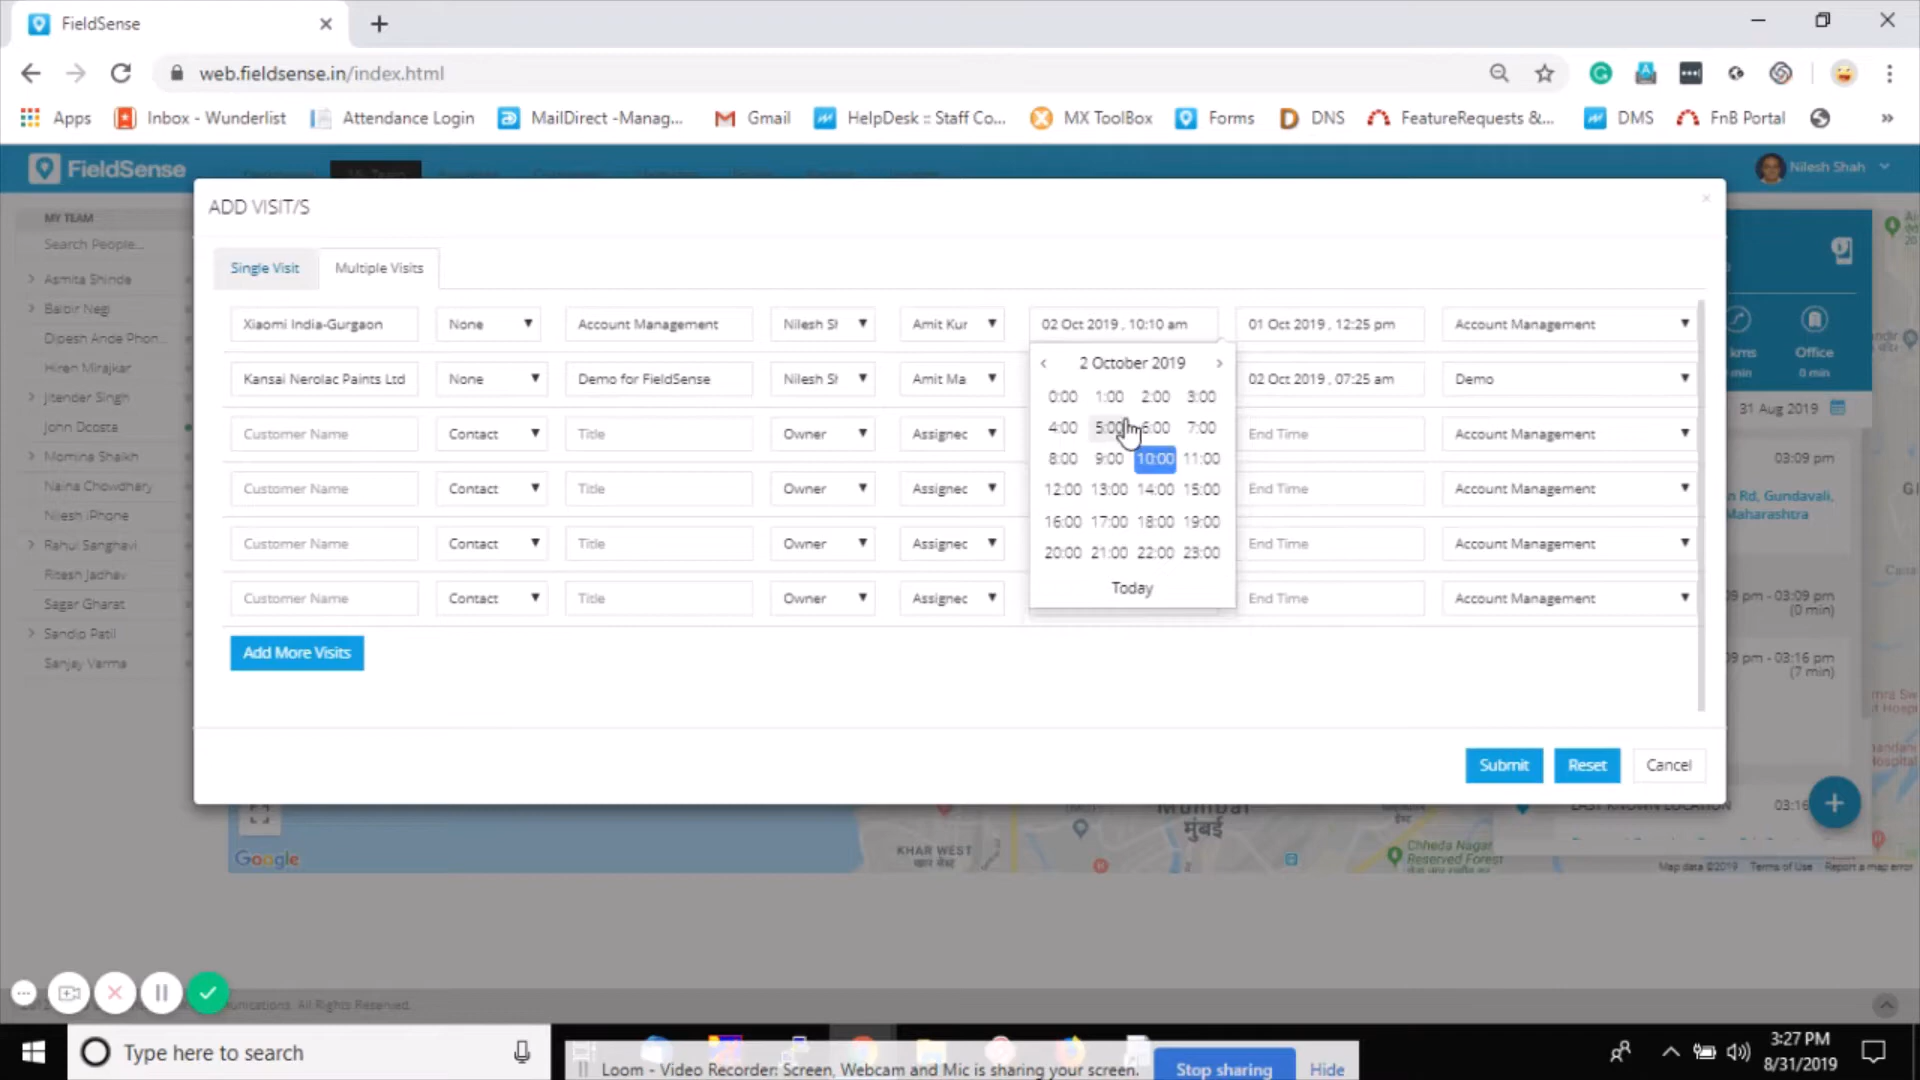 FieldSense
web.fieldsense.in/index.html
Apps Inbox - Wunderlist Attendance Login MailDirect -Manag... Gmail HelpDesk :: Staff Co... MX ToolBox Forms DNS FeatureRequests &... DMS FnB Portal »
FieldSense Nilesh Shah
MY TEAM
Search People...
Asmita Shinde
Balbir Negi
Dipesh Ande Phon...
Hiren Mirajkar
Jitender Singh
John Dcosta
Momina Shaikh
Naina Chowdhary
Nilesh iPhone
Rahul Sanghavi
Ritesh Jadhav
Sagar Gharat
Sandip Patil
Sanjay Varma
ADD VISIT/S
Single Visit Multiple Visits
Xiaomi India-Gurgaon None Account Management Nilesh Sh Amit Kur 02 Oct 2019 , 10:10 am 01 Oct 2019 , 12:25 pm Account Management
Kansai Nerolac Paints Ltd None Demo for FieldSense Nilesh Sh Amit Ma 02 Oct 2019 , 07:25 am Demo
Customer Name Contact Title Owner Assignec End Time Account Management
Customer Name Contact Title Owner Assignec End Time Account Management
Customer Name Contact Title Owner Assignec End Time Account Management
Customer Name Contact Title Owner Assignec End Time Account Management
2 October 2019
0:00 1:00 2:00 3:00
4:00 5:00 6:00 7:00
8:00 9:00 10:00 11:00
12:00 13:00 14:00 15:00
16:00 17:00 18:00 19:00
20:00 21:00 22:00 23:00
Today
Add More Visits
Submit Reset Cancel
kms Office
min 0 min
31 Aug 2019
03:09 pm
n Rd, Gundavali,
Maharashtra
pm - 03:09 pm
(0 min)
9 pm - 03:16 pm
(7 min)
LAST KNOWN LOCATION 03:16
Mumbai
मुंबई
KHAR WEST
Chheda Nagar
Reserved Forest
Google
Map data ©2019 Terms of Use Report a map error
unications. All Rights Reserved.
Type here to search
Loom - Video Recorder: Screen, Webcam and Mic is sharing your screen. Stop sharing Hide
3:27 PM
8/31/2019